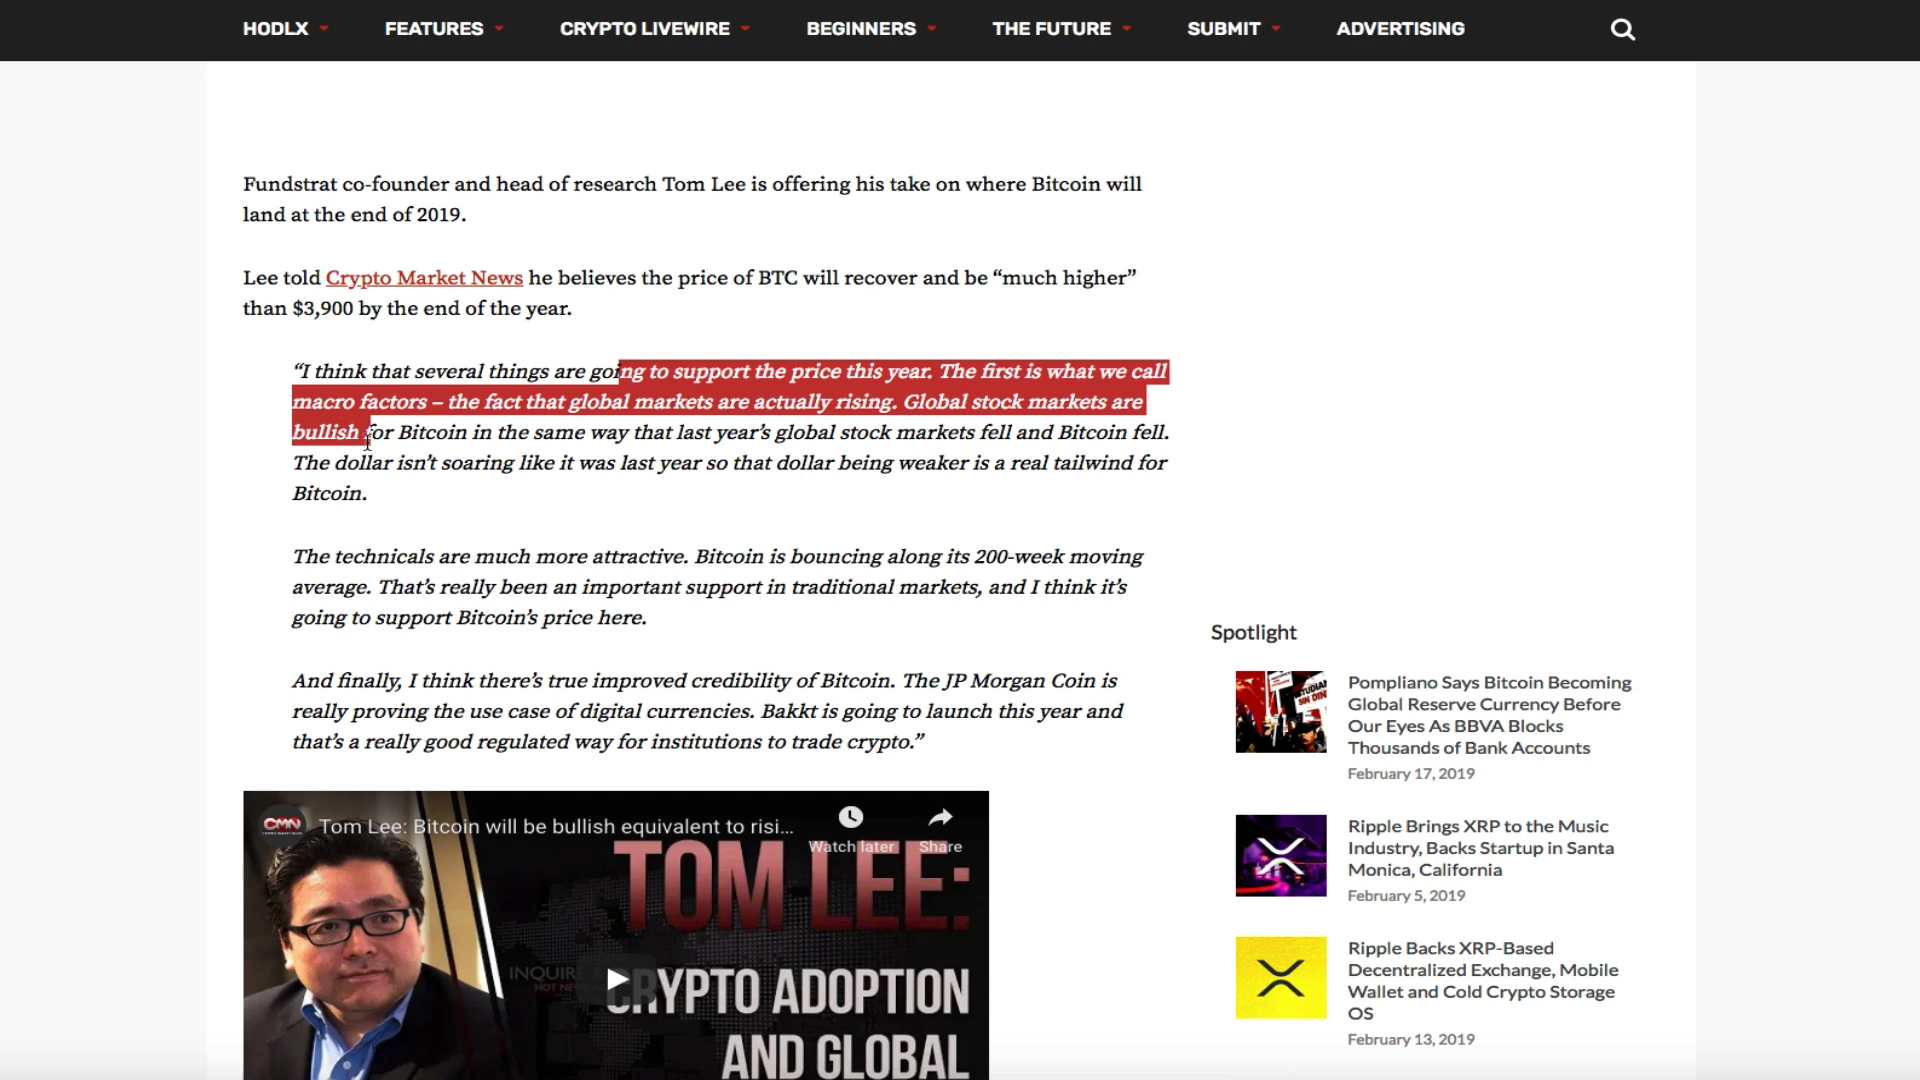 HODLX FEATURES CRYPTO LIVEWIRE BEGINNERS THE FUTURE SUBMIT ADVERTISING
Fundstrat co-founder and head of research Tom Lee is offering his take on where Bitcoin will
land at the end of 2019.
Lee told Crypto Market News he believes the price of BTC will recover and be “much higher”
than $3,900 by the end of the year.
“I think that several things are going to support the price this year. The first is what we call
macro factors – the fact that global markets are actually rising. Global stock markets are
bullish for Bitcoin in the same way that last year’s global stock markets fell and Bitcoin fell.
The dollar isn’t soaring like it was last year so that dollar being weaker is a real tailwind for
Bitcoin.
The technicals are much more attractive. Bitcoin is bouncing along its 200-week moving
average. That’s really been an important support in traditional markets, and I think it’s
going to support Bitcoin’s price here.
And finally, I think there’s true improved credibility of Bitcoin. The JP Morgan Coin is
really proving the use case of digital currencies. Bakkt is going to launch this year and
that’s a really good regulated way for institutions to trade crypto.”
CMN
Tom Lee: Bitcoin will be bullish equivalent to risi...
Watch later Share
TOM LEE:
CRYPTO ADOPTION
AND GLOBAL
Spotlight
Pompliano Says Bitcoin Becoming
Global Reserve Currency Before
Our Eyes As BBVA Blocks
Thousands of Bank Accounts
February 17, 2019
Ripple Brings XRP to the Music
Industry, Backs Startup in Santa
Monica, California
February 5, 2019
Ripple Backs XRP-Based
Decentralized Exchange, Mobile
Wallet and Cold Crypto Storage
OS
February 13, 2019